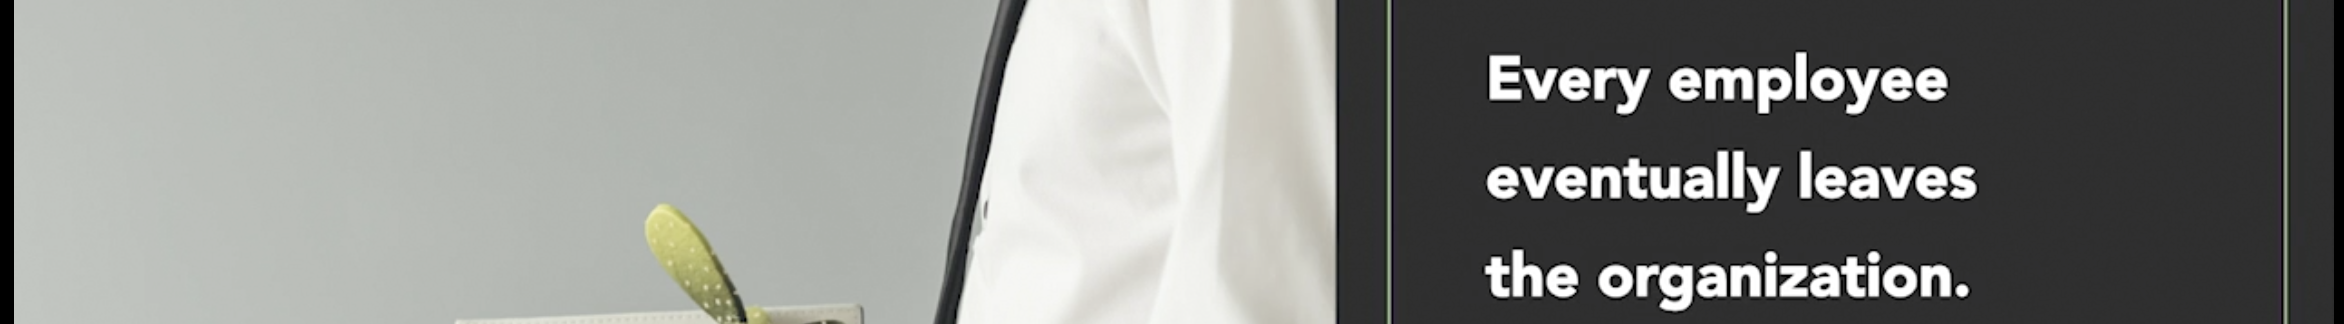 Every employee
eventually leaves
the organization.